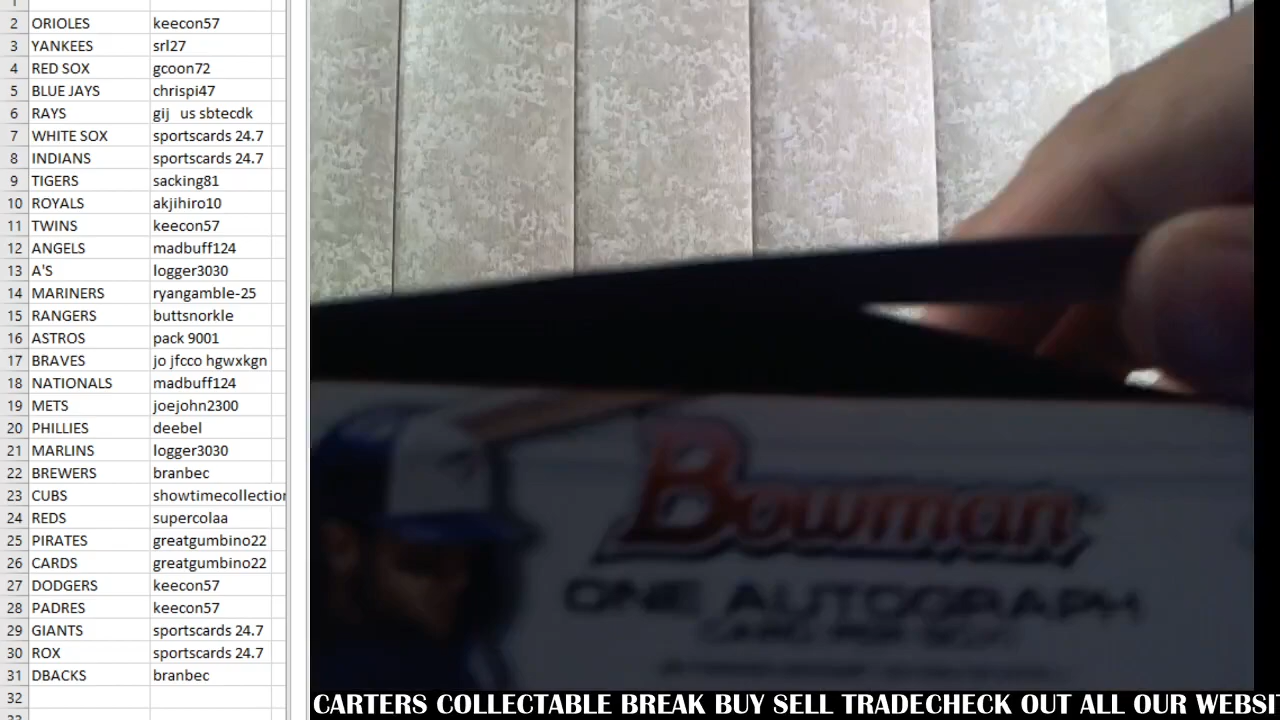 2 ORIOLES keecon57
3 YANKEES srl27
4 RED SOX gcoon72
5 BLUE JAYS chrispi47
6 RAYS gij us sbtecdk
7 WHITE SOX sportscards 24.7
8 INDIANS sportscards 24.7
9 TIGERS sacking81
10 ROYALS akjihiro10
11 TWINS keecon57
12 ANGELS madbuff124
13 A'S logger3030
14 MARINERS ryangamble-25
15 RANGERS buttsnorkle
16 ASTROS pack 9001
17 BRAVES jo jfcco hgwxkgn
18 NATIONALS madbuff124
19 METS joejohn2300
20 PHILLIES deebel
21 MARLINS logger3030
22 BREWERS branbec
23 CUBS showtimecollection
24 REDS supercolaa
25 PIRATES greatgumbino22
26 CARDS greatgumbino22
27 DODGERS keecon57
28 PADRES keecon57
29 GIANTS sportscards 24.7
30 ROX sportscards 24.7
31 DBACKS branbec
32
Bowman
ONE AUTOGRAPH
CARD PER BOX
CARTERS COLLECTABLE BREAK BUY SELL TRADECHECK OUT ALL OUR WEBSI